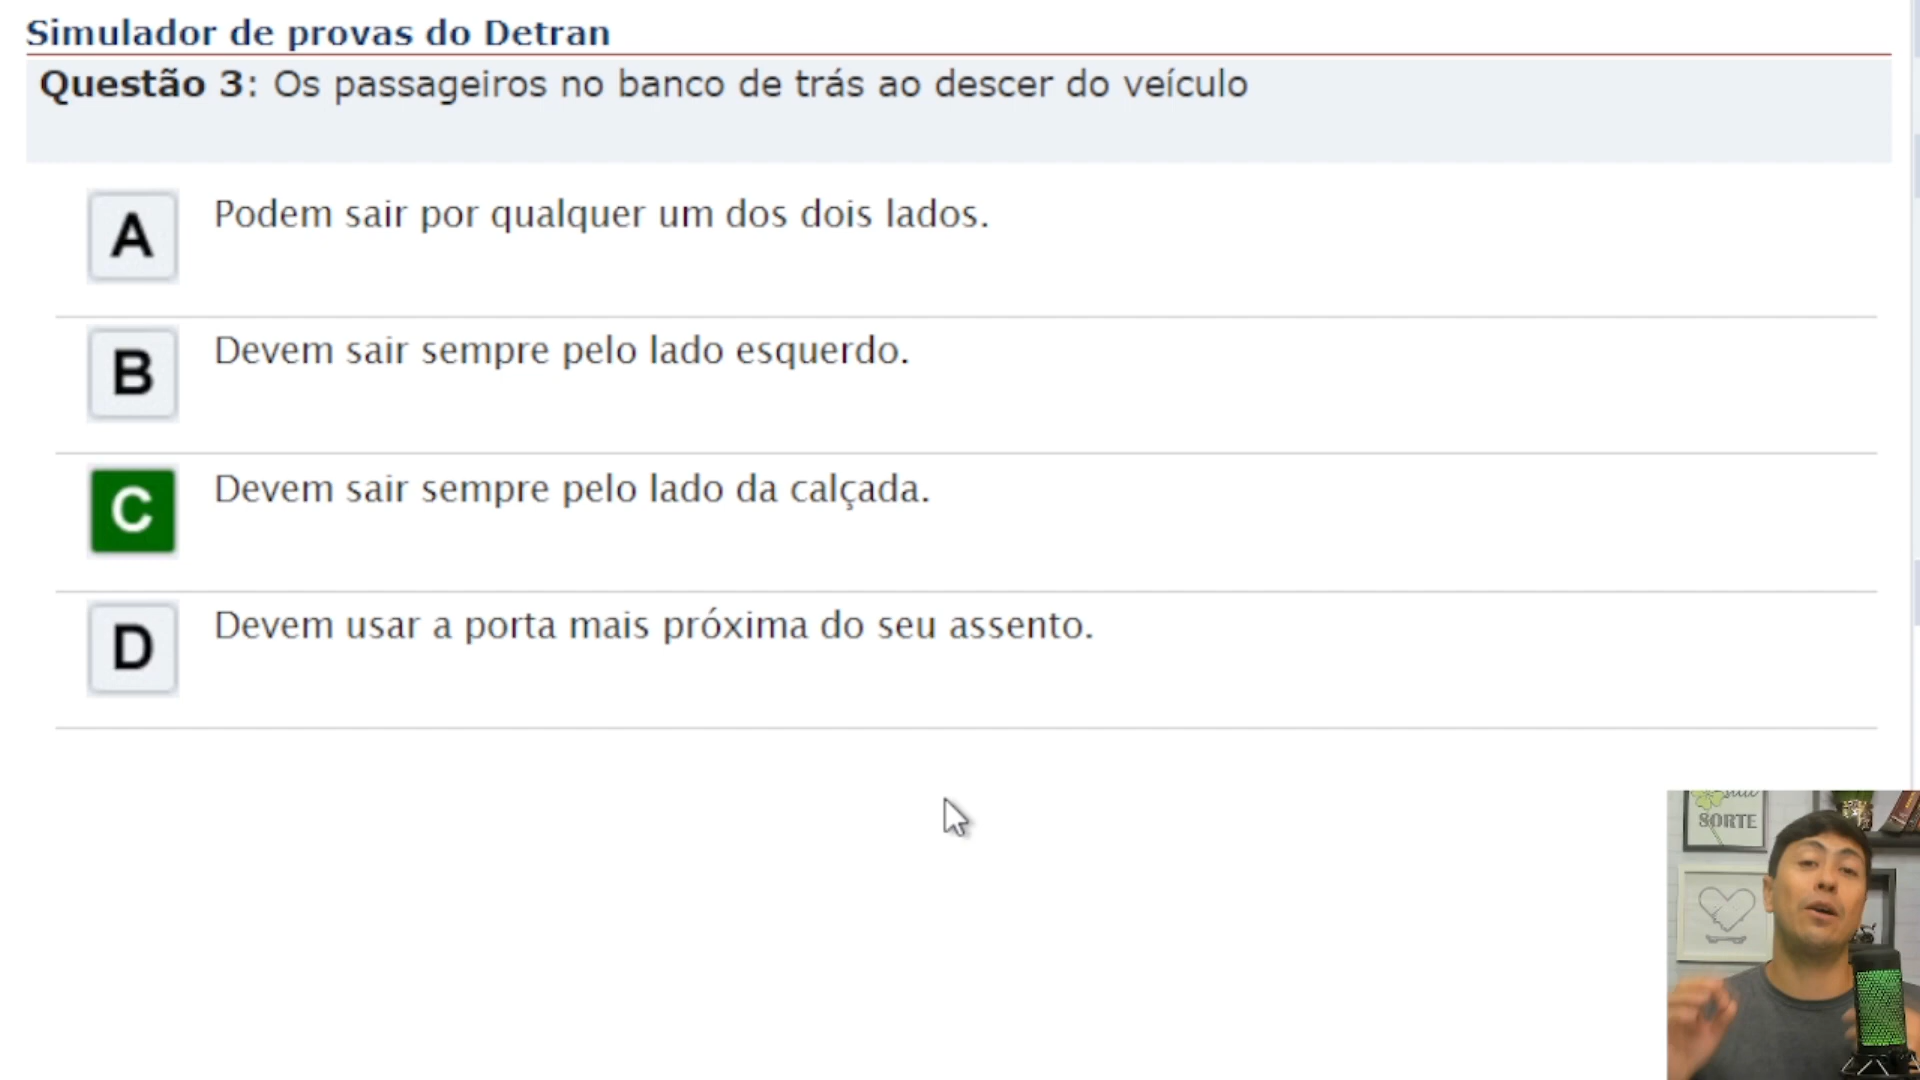 Simulador de provas do Detran
Questão 3: Os passageiros no banco de trás ao descer do veículo
A Podem sair por qualquer um dos dois lados.
B Devem sair sempre pelo lado esquerdo.
C Devem sair sempre pelo lado da calçada.
D Devem usar a porta mais próxima do seu assento.
SORTE